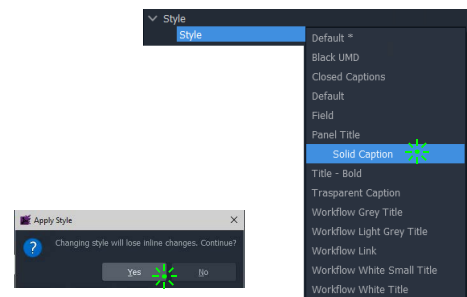 Style
Style
Default *
Black UMD
Closed Captions
Default
Field
Panel Title
Solid Caption
Title - Bold
Trasparent Caption
Workflow Grey Title
Workflow Light Grey Title
Workflow Link
Workflow White Small Title
Workflow White Title
Apply Style
Changing style will lose inline changes. Continue?
Yes
No